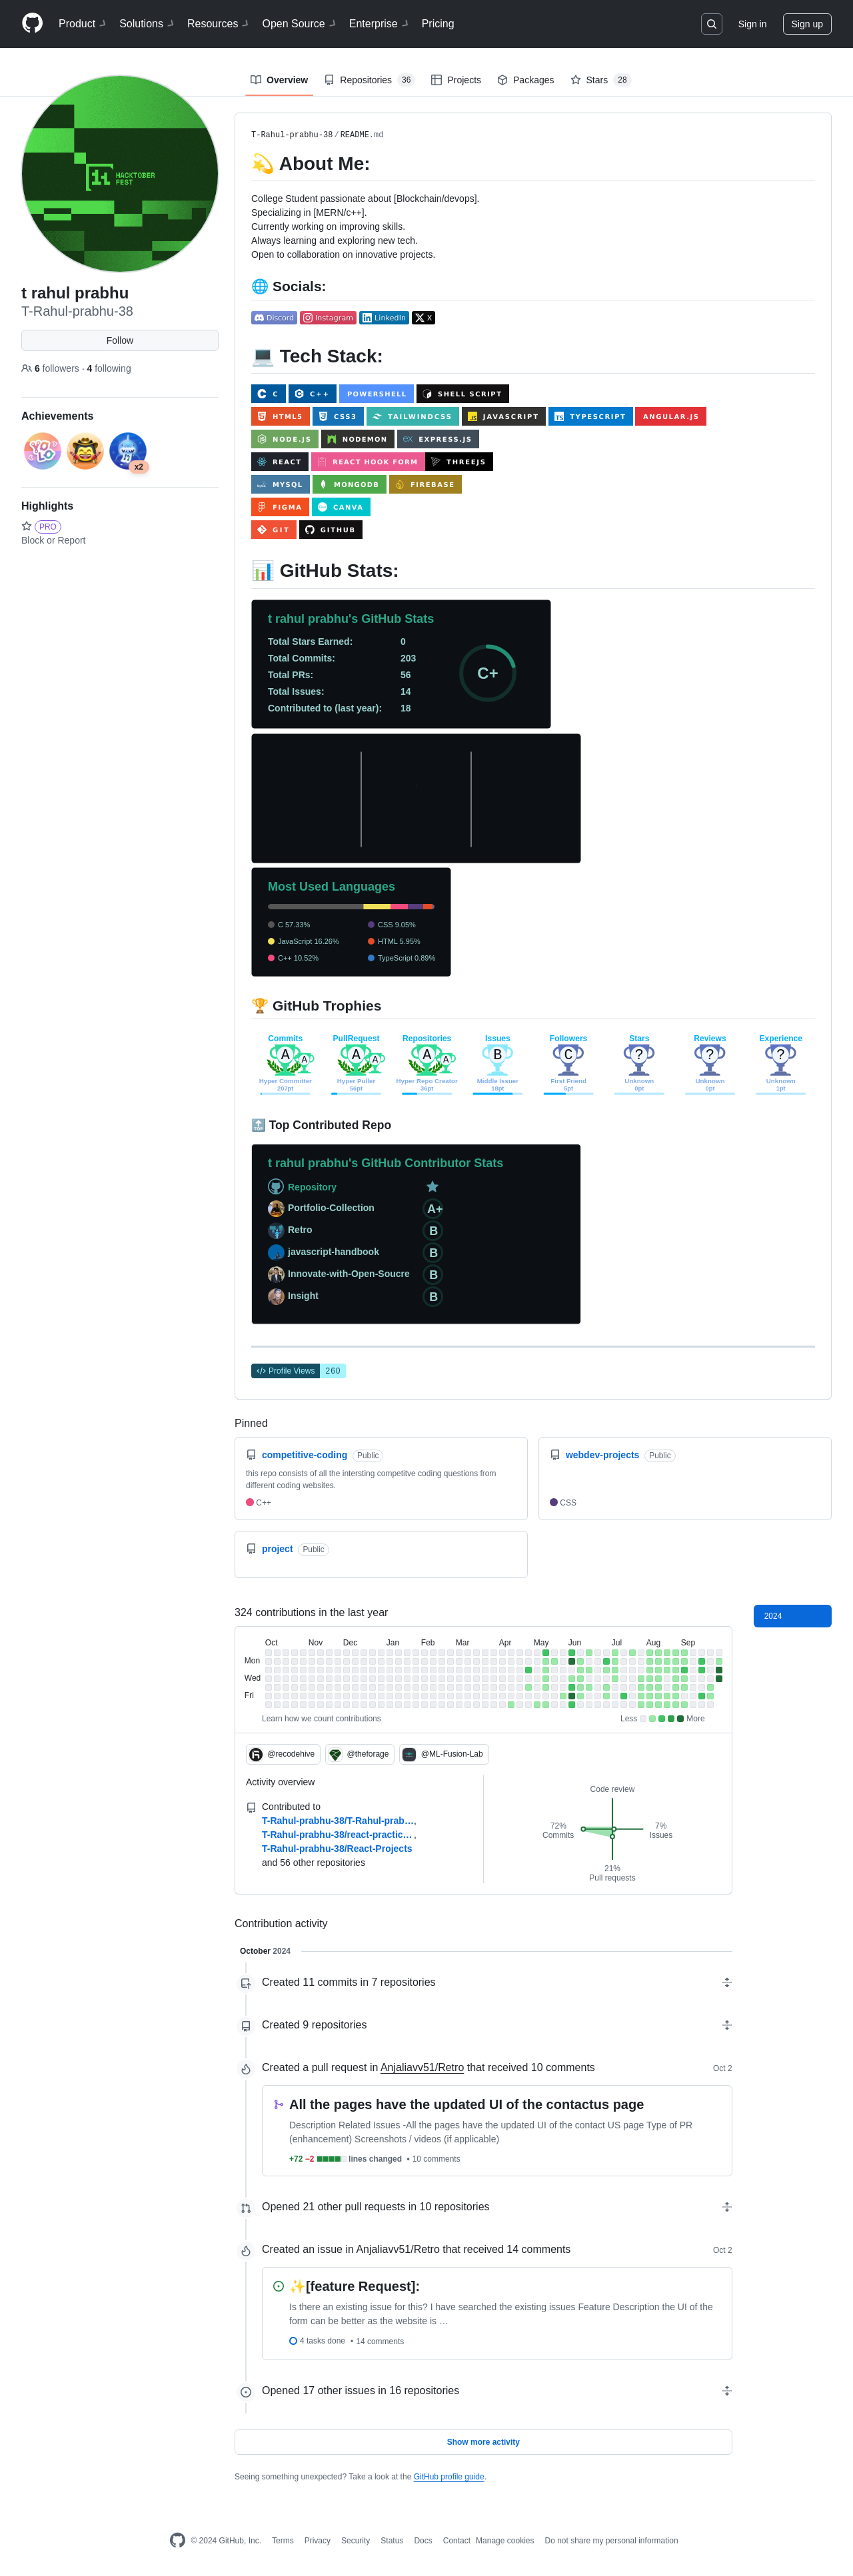 Product Solutions Resources Open Source Enterprise Pricing Sign in Sign up
Overview Repositories 36 Projects Packages Stars 28
HACKTOBER
FEST
t rahul prabhu
T-Rahul-prabhu-38
Follow
6 followers · 4 following
Achievements
YOLO
x2
Highlights
PRO
Block or Report
T-Rahul-prabhu-38/README.md
💫 About Me:
College Student passionate about [Blockchain/devops].
Specializing in [MERN/c++].
Currently working on improving skills.
Always learning and exploring new tech.
Open to collaboration on innovative projects.
🌐 Socials:
Discord Instagram LinkedIn X
💻 Tech Stack:
C C++ POWERSHELL SHELL SCRIPT
HTML5 CSS3 TAILWINDCSS JAVASCRIPT TYPESCRIPT ANGULAR.JS
NODE.JS NODEMON EXPRESS.JS
REACT REACT HOOK FORM THREEJS
MYSQL MONGODB FIREBASE
FIGMA CANVA
GIT GITHUB
📊 GitHub Stats:
t rahul prabhu's GitHub Stats
Total Stars Earned: 0
Total Commits: 203
Total PRs: 56
Total Issues: 14
Contributed to (last year): 18
C+
Most Used Languages
C 57.33% CSS 9.05%
JavaScript 16.26% HTML 5.95%
C++ 10.52% TypeScript 0.89%
🏆 GitHub Trophies
Commits PullRequest Repositories Issues Followers Stars Reviews Experience
A A A A A A B C ? ? ?
Hyper Committer Hyper Puller Hyper Repo Creator Middle Issuer First Friend Unknown Unknown Unknown
207pt 56pt 36pt 18pt 5pt 0pt 0pt 1pt
🔝 Top Contributed Repo
t rahul prabhu's GitHub Contributor Stats
Repository
Portfolio-Collection A+
Retro B
javascript-handbook B
Innovate-with-Open-Soucre B
Insight B
Profile Views 260
Pinned
competitive-coding Public
this repo consists of all the intersting competitve coding questions from
different coding websites.
C++
webdev-projects Public
CSS
project Public
324 contributions in the last year
2024
Oct Nov Dec Jan Feb Mar Apr May Jun Jul Aug Sep
Mon
Wed
Fri
Learn how we count contributions Less More
@recodehive @theforage @ML-Fusion-Lab
Activity overview
Contributed to
T-Rahul-prabhu-38/T-Rahul-prab…,
T-Rahul-prabhu-38/react-practic… ,
T-Rahul-prabhu-38/React-Projects
and 56 other repositories
Code review
72% 7%
Commits Issues
21%
Pull requests
Contribution activity
October 2024
Created 11 commits in 7 repositories
Created 9 repositories
Created a pull request in Anjaliavv51/Retro that received 10 comments Oct 2
All the pages have the updated UI of the contactus page
Description Related Issues -All the pages have the updated UI of the contact US page Type of PR
(enhancement) Screenshots / videos (if applicable)
+72 −2 lines changed • 10 comments
Opened 21 other pull requests in 10 repositories
Created an issue in Anjaliavv51/Retro that received 14 comments Oct 2
✨[feature Request]:
Is there an existing issue for this? I have searched the existing issues Feature Description the UI of the
form can be better as the website is …
4 tasks done • 14 comments
Opened 17 other issues in 16 repositories
Show more activity
Seeing something unexpected? Take a look at the GitHub profile guide.
© 2024 GitHub, Inc. Terms Privacy Security Status Docs Contact Manage cookies Do not share my personal information